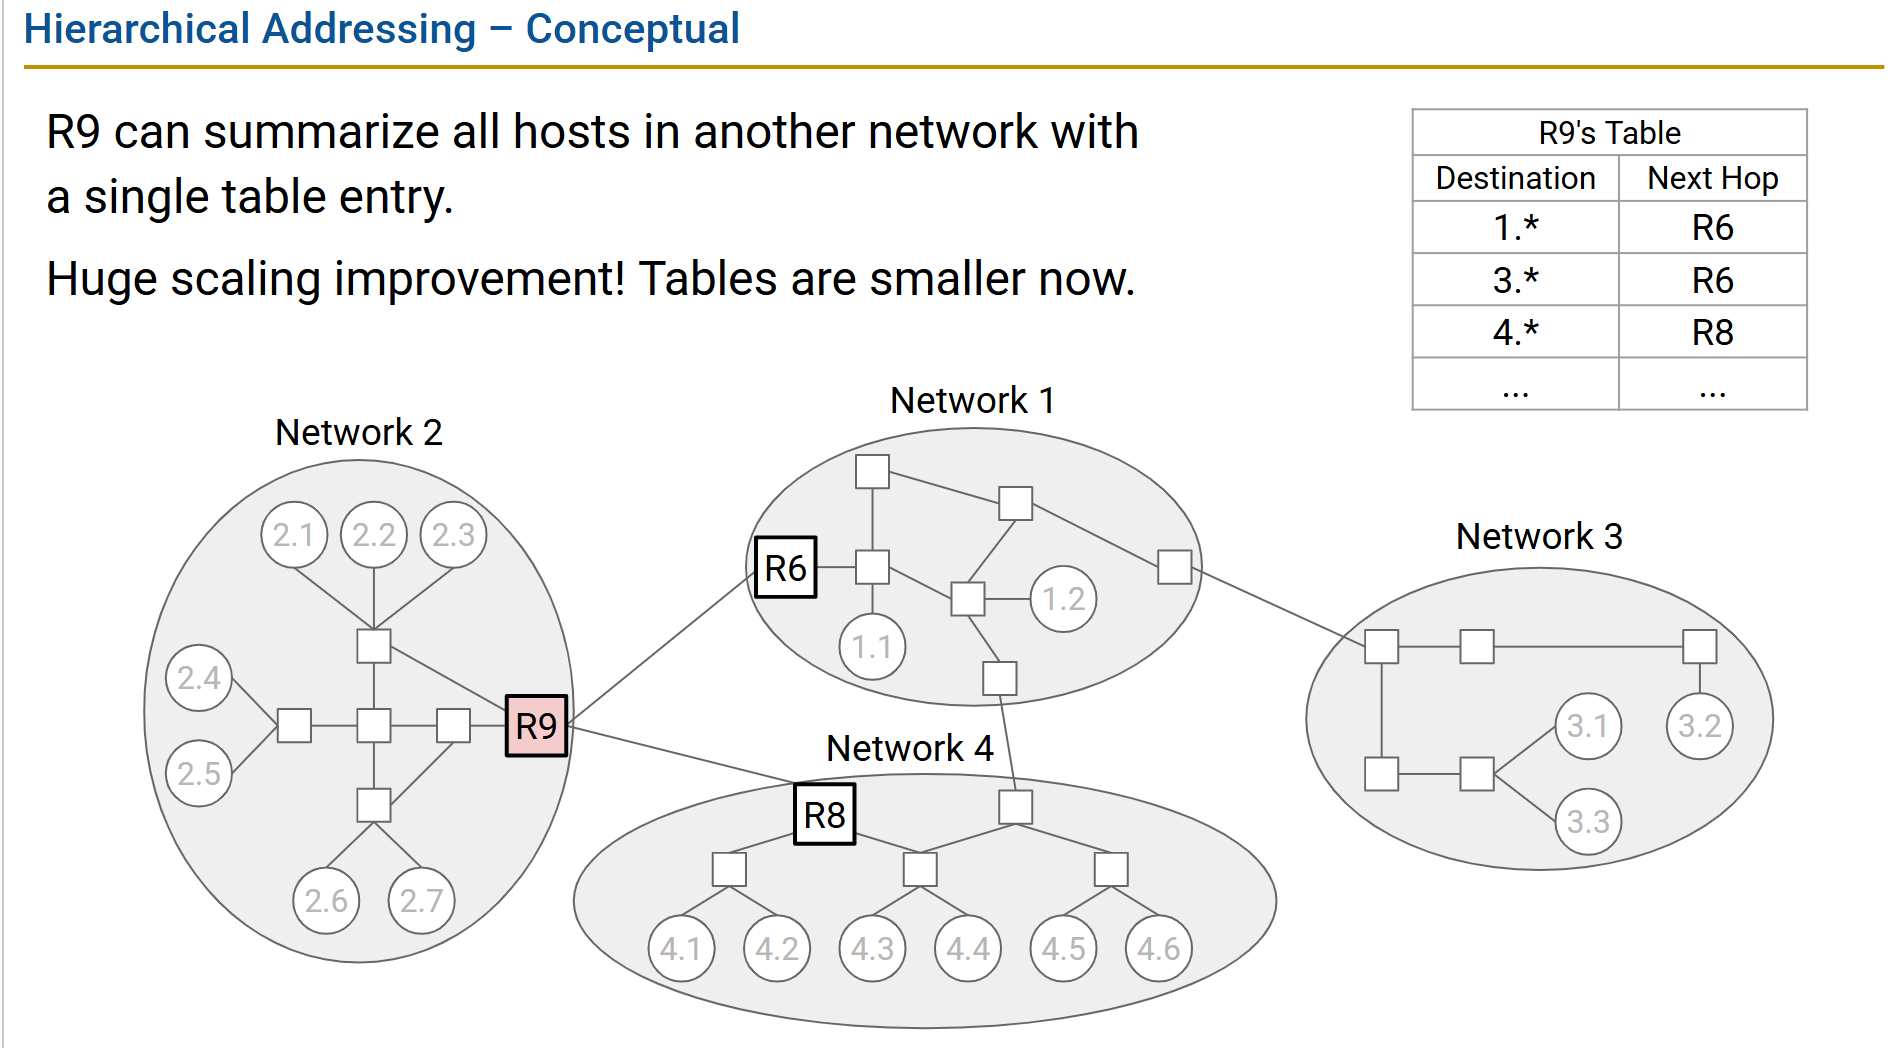 Hierarchical Addressing – Conceptual
R9 can summarize all hosts in another network with
a single table entry.
Huge scaling improvement! Tables are smaller now.
R9's Table
Destination Next Hop
1.* R6
3.* R6
4.* R8
... ...
Network 1
Network 2
Network 3
Network 4
2.1 2.2 2.3
2.4
2.5
2.6 2.7
R9
R6
1.1
1.2
R8
4.1 4.2 4.3 4.4 4.5 4.6
3.1
3.2
3.3